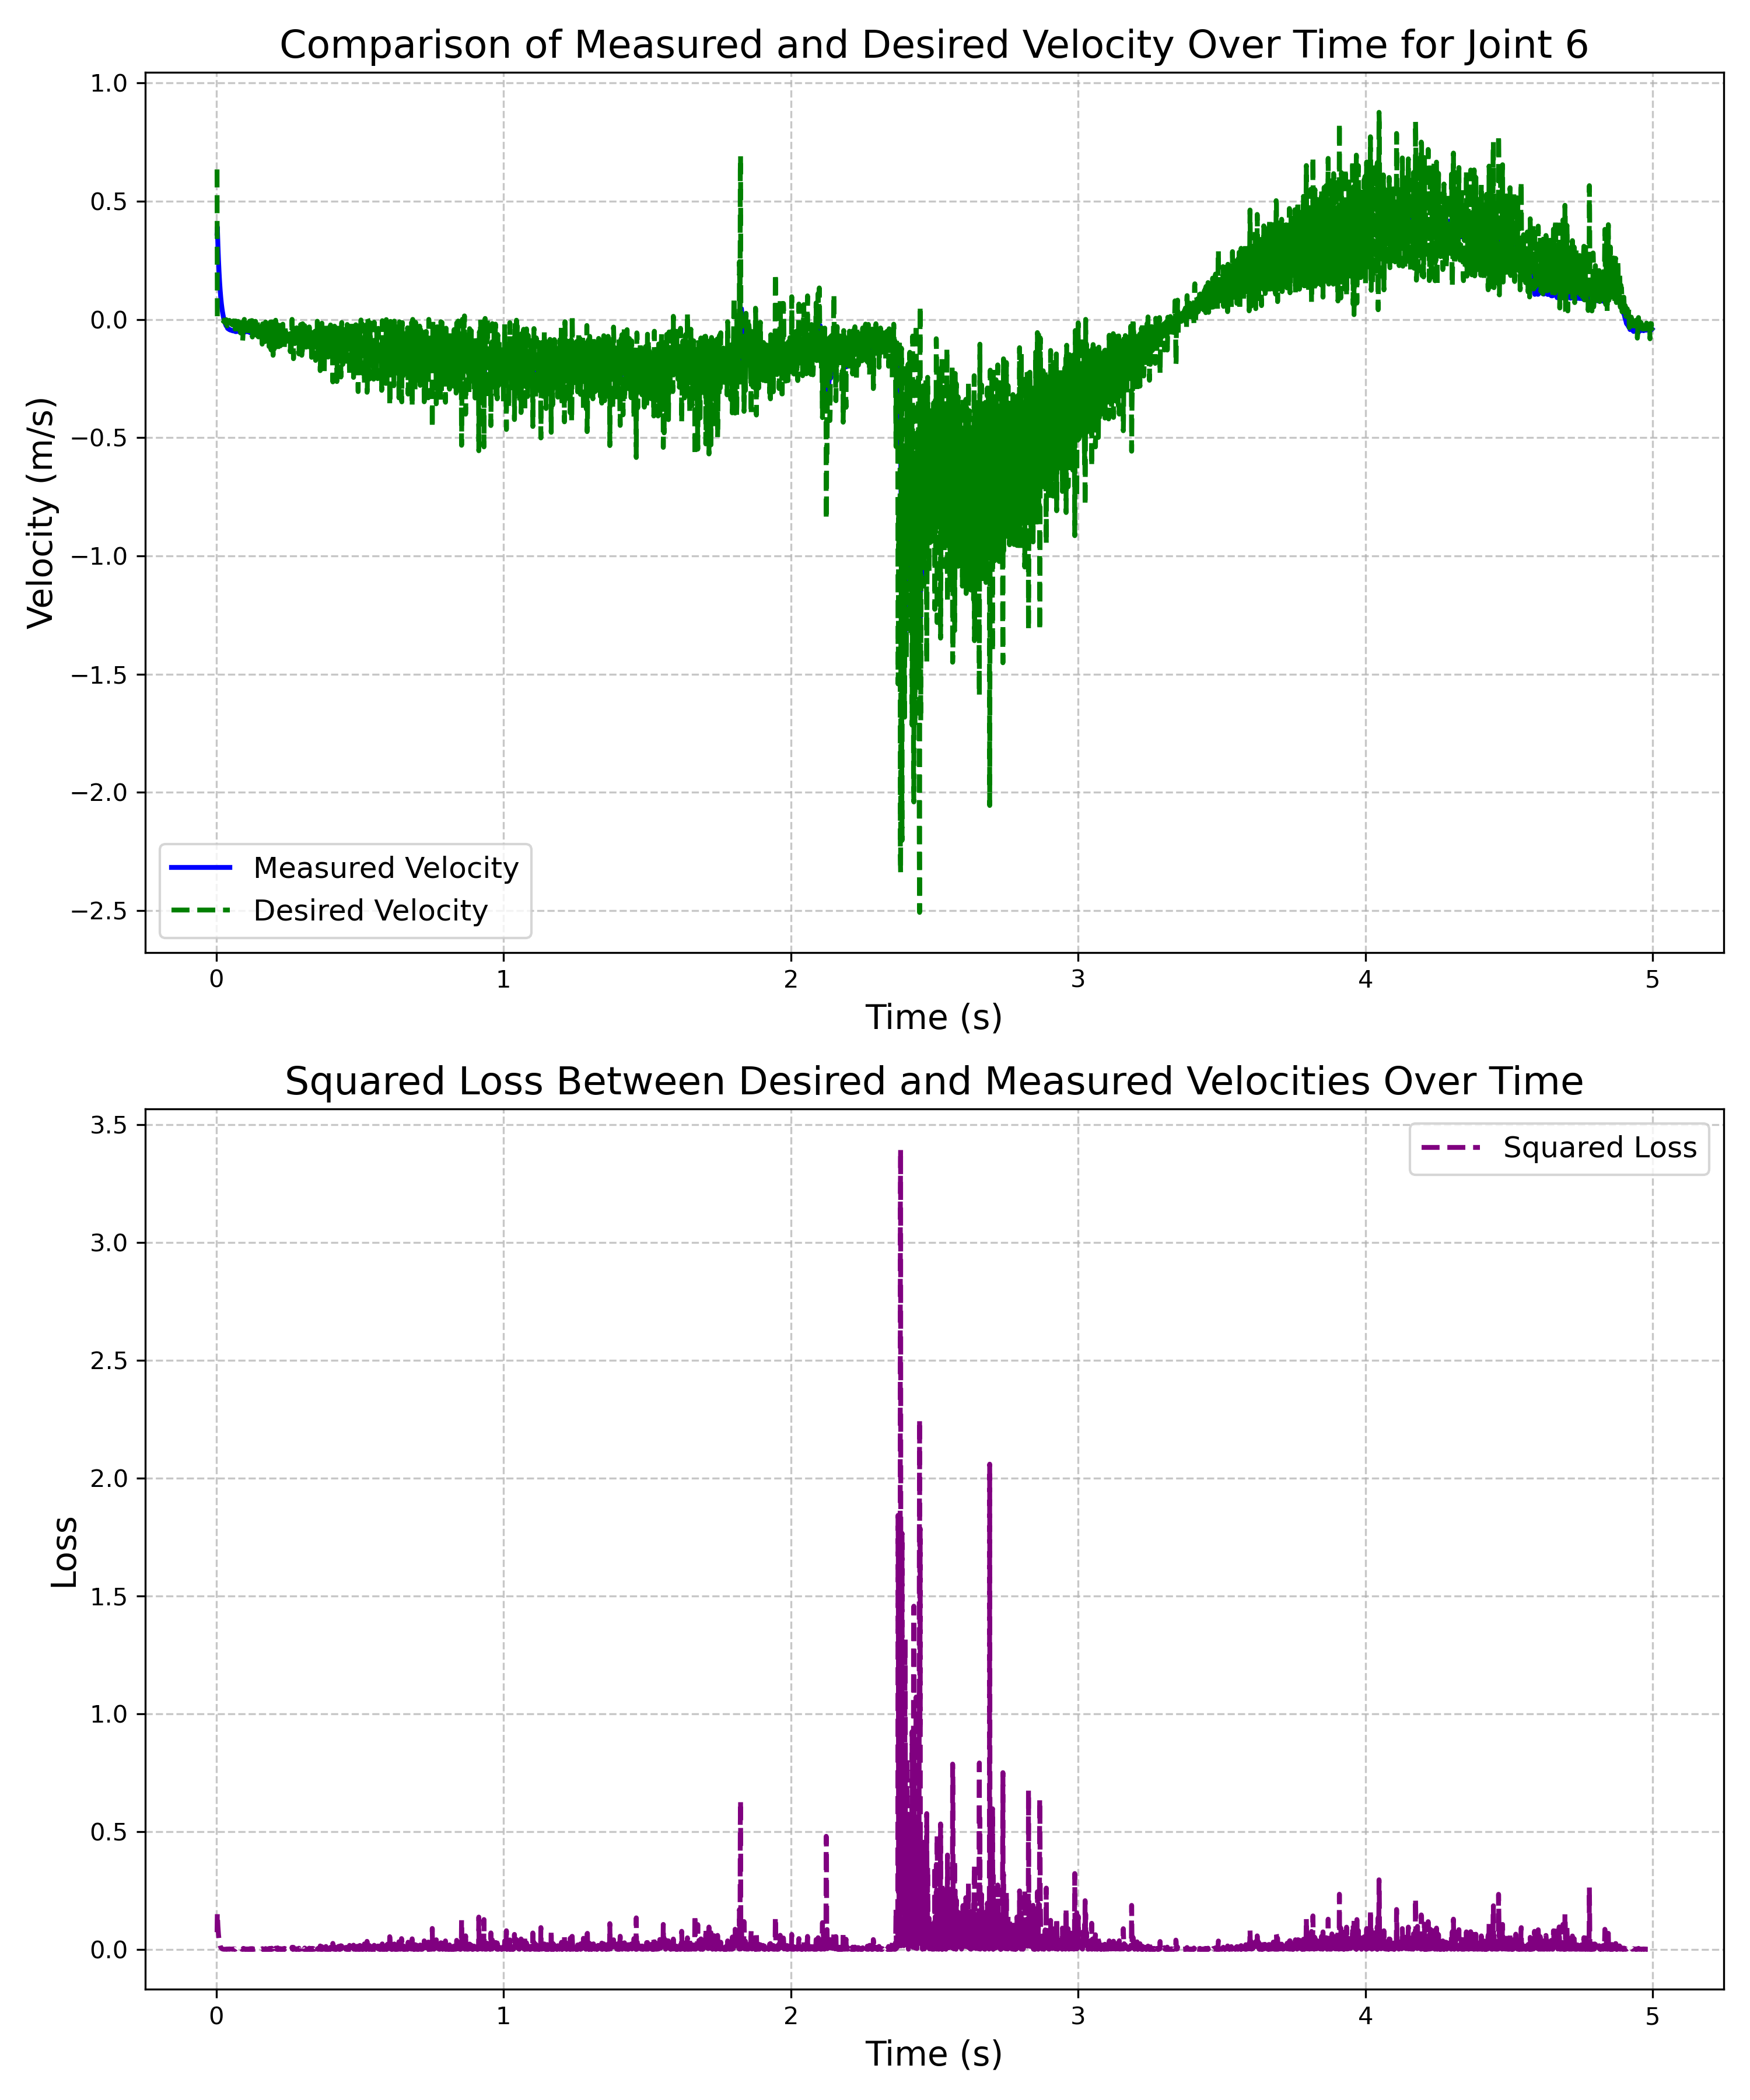 Comparison of Measured and Desired Velocity Over Time for Joint 6
1.0
0.5
0.0
−0.5
−1.0
−1.5
−2.0
−2.5
Velocity (m/s)
Measured Velocity
Desired Velocity
0 1 2 3 4 5
Time (s)
Squared Loss Between Desired and Measured Velocities Over Time
3.5
3.0
2.5
2.0
1.5
1.0
0.5
0.0
Loss
Squared Loss
0 1 2 3 4 5
Time (s)